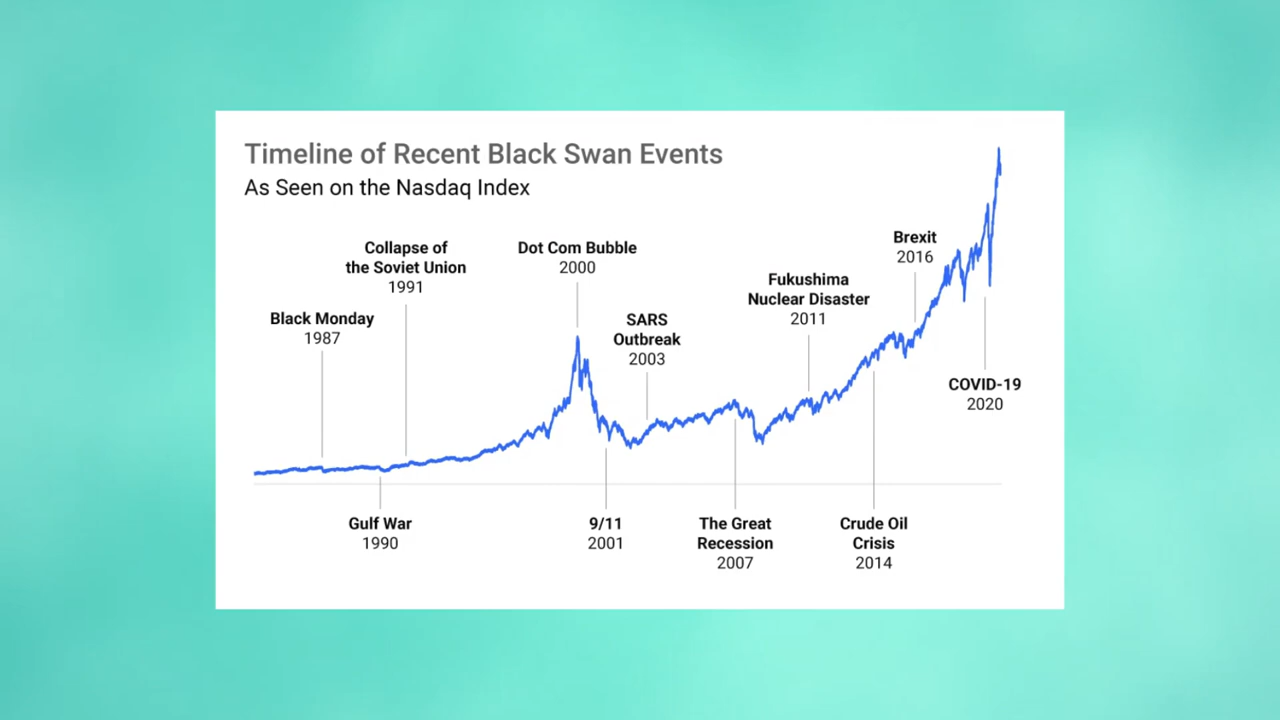 Timeline of Recent Black Swan Events
As Seen on the Nasdaq Index
Black Monday
1987
Collapse of
the Soviet Union
1991
Dot Com Bubble
2000
SARS
Outbreak
2003
Fukushima
Nuclear Disaster
2011
Brexit
2016
COVID-19
2020
Gulf War
1990
9/11
2001
The Great
Recession
2007
Crude Oil
Crisis
2014